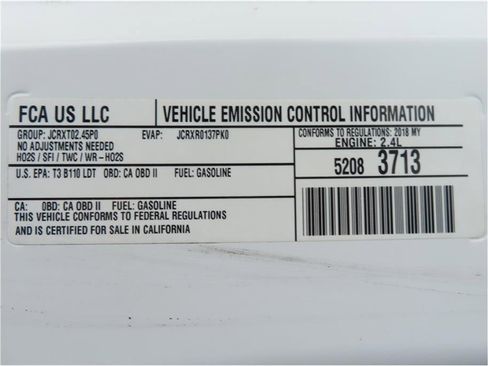 FCA US LLC
VEHICLE EMISSION CONTROL INFORMATION
GROUP: JCRXT02.45P0 EVAP: JCRXR0137PK0
NO ADJUSTMENTS NEEDED
HO2S / SFI / TWC / WR-HO2S
CONFORMS TO REGULATIONS: 2018 MY
ENGINE: 2.4L
5208 3713
U.S. EPA: T3 B110 LDT OBD: CA OBD II FUEL: GASOLINE
CA: OBD: CA OBD II FUEL: GASOLINE
THIS VEHICLE CONFORMS TO FEDERAL REGULATIONS
AND IS CERTIFIED FOR SALE IN CALIFORNIA